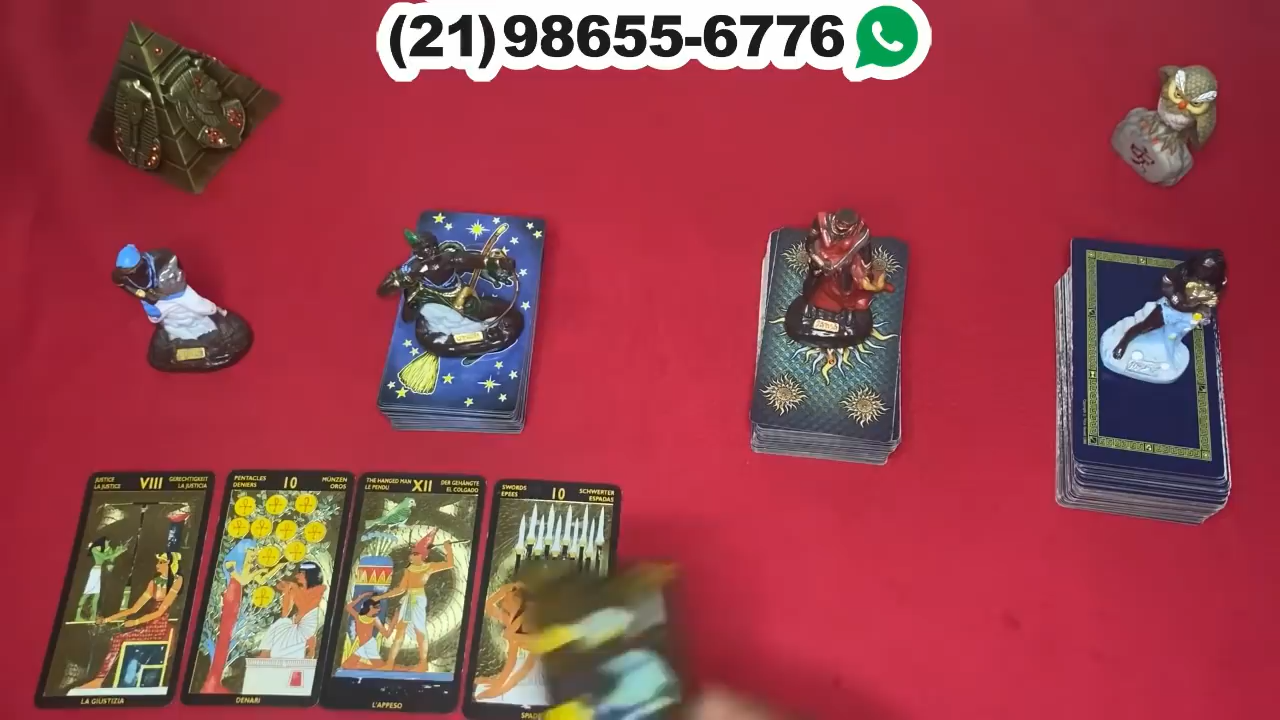 (21)98655-6776
JUSTICE
LA JUSTICE
VIII
GERECHTIGKEIT
LA JUSTICIA
LA GIUSTIZIA
PENTACLES
DENIERS
10
MÜNZEN
OROS
DENARI
THE HANGED MAN
LE PENDU
XII
DER GEHÄNGTE
EL COLGADO
L'APPESO
SWORDS
EPEES
10
SCHWERTER
ESPADAS
SPADE